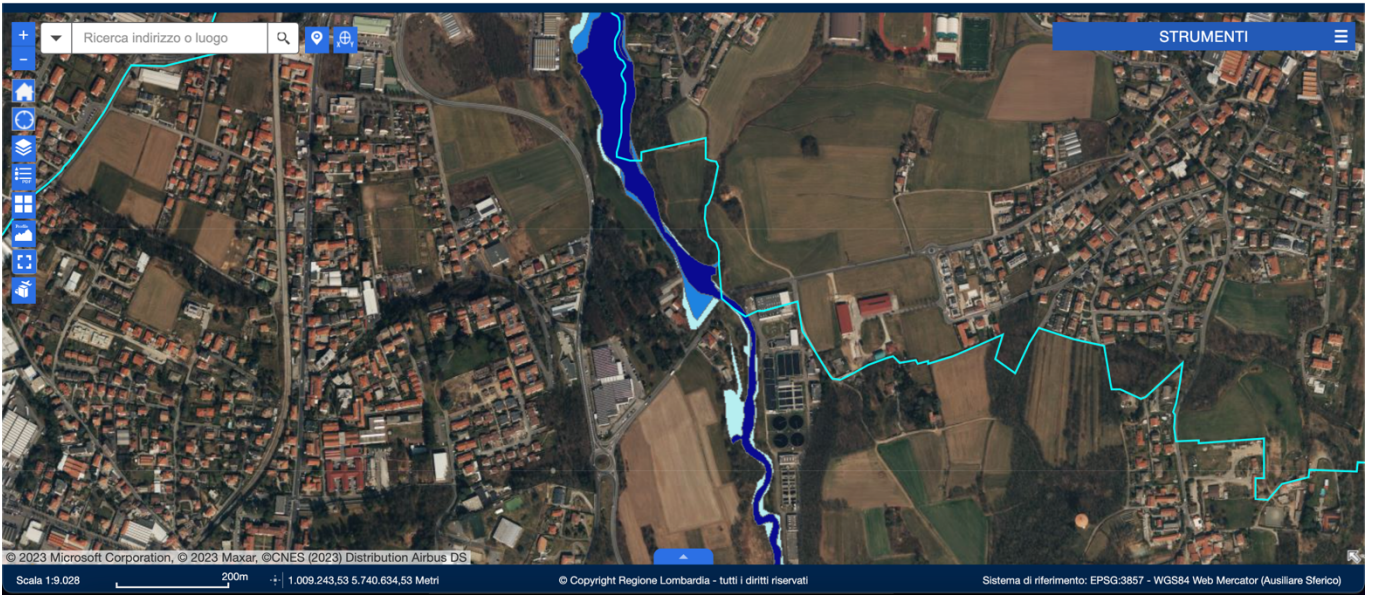 +
Ricerca indirizzo o luogo
STRUMENTI
−
PDF
© 2023 Microsoft Corporation, © 2023 Maxar, ©CNES (2023) Distribution Airbus DS
Scala 1:9.028
200m
1.009.243,53 5.740.634,53 Metri
© Copyright Regione Lombardia - tutti i diritti riservati
Sistema di riferimento: EPSG:3857 - WGS84 Web Mercator (Ausiliare Sferico)